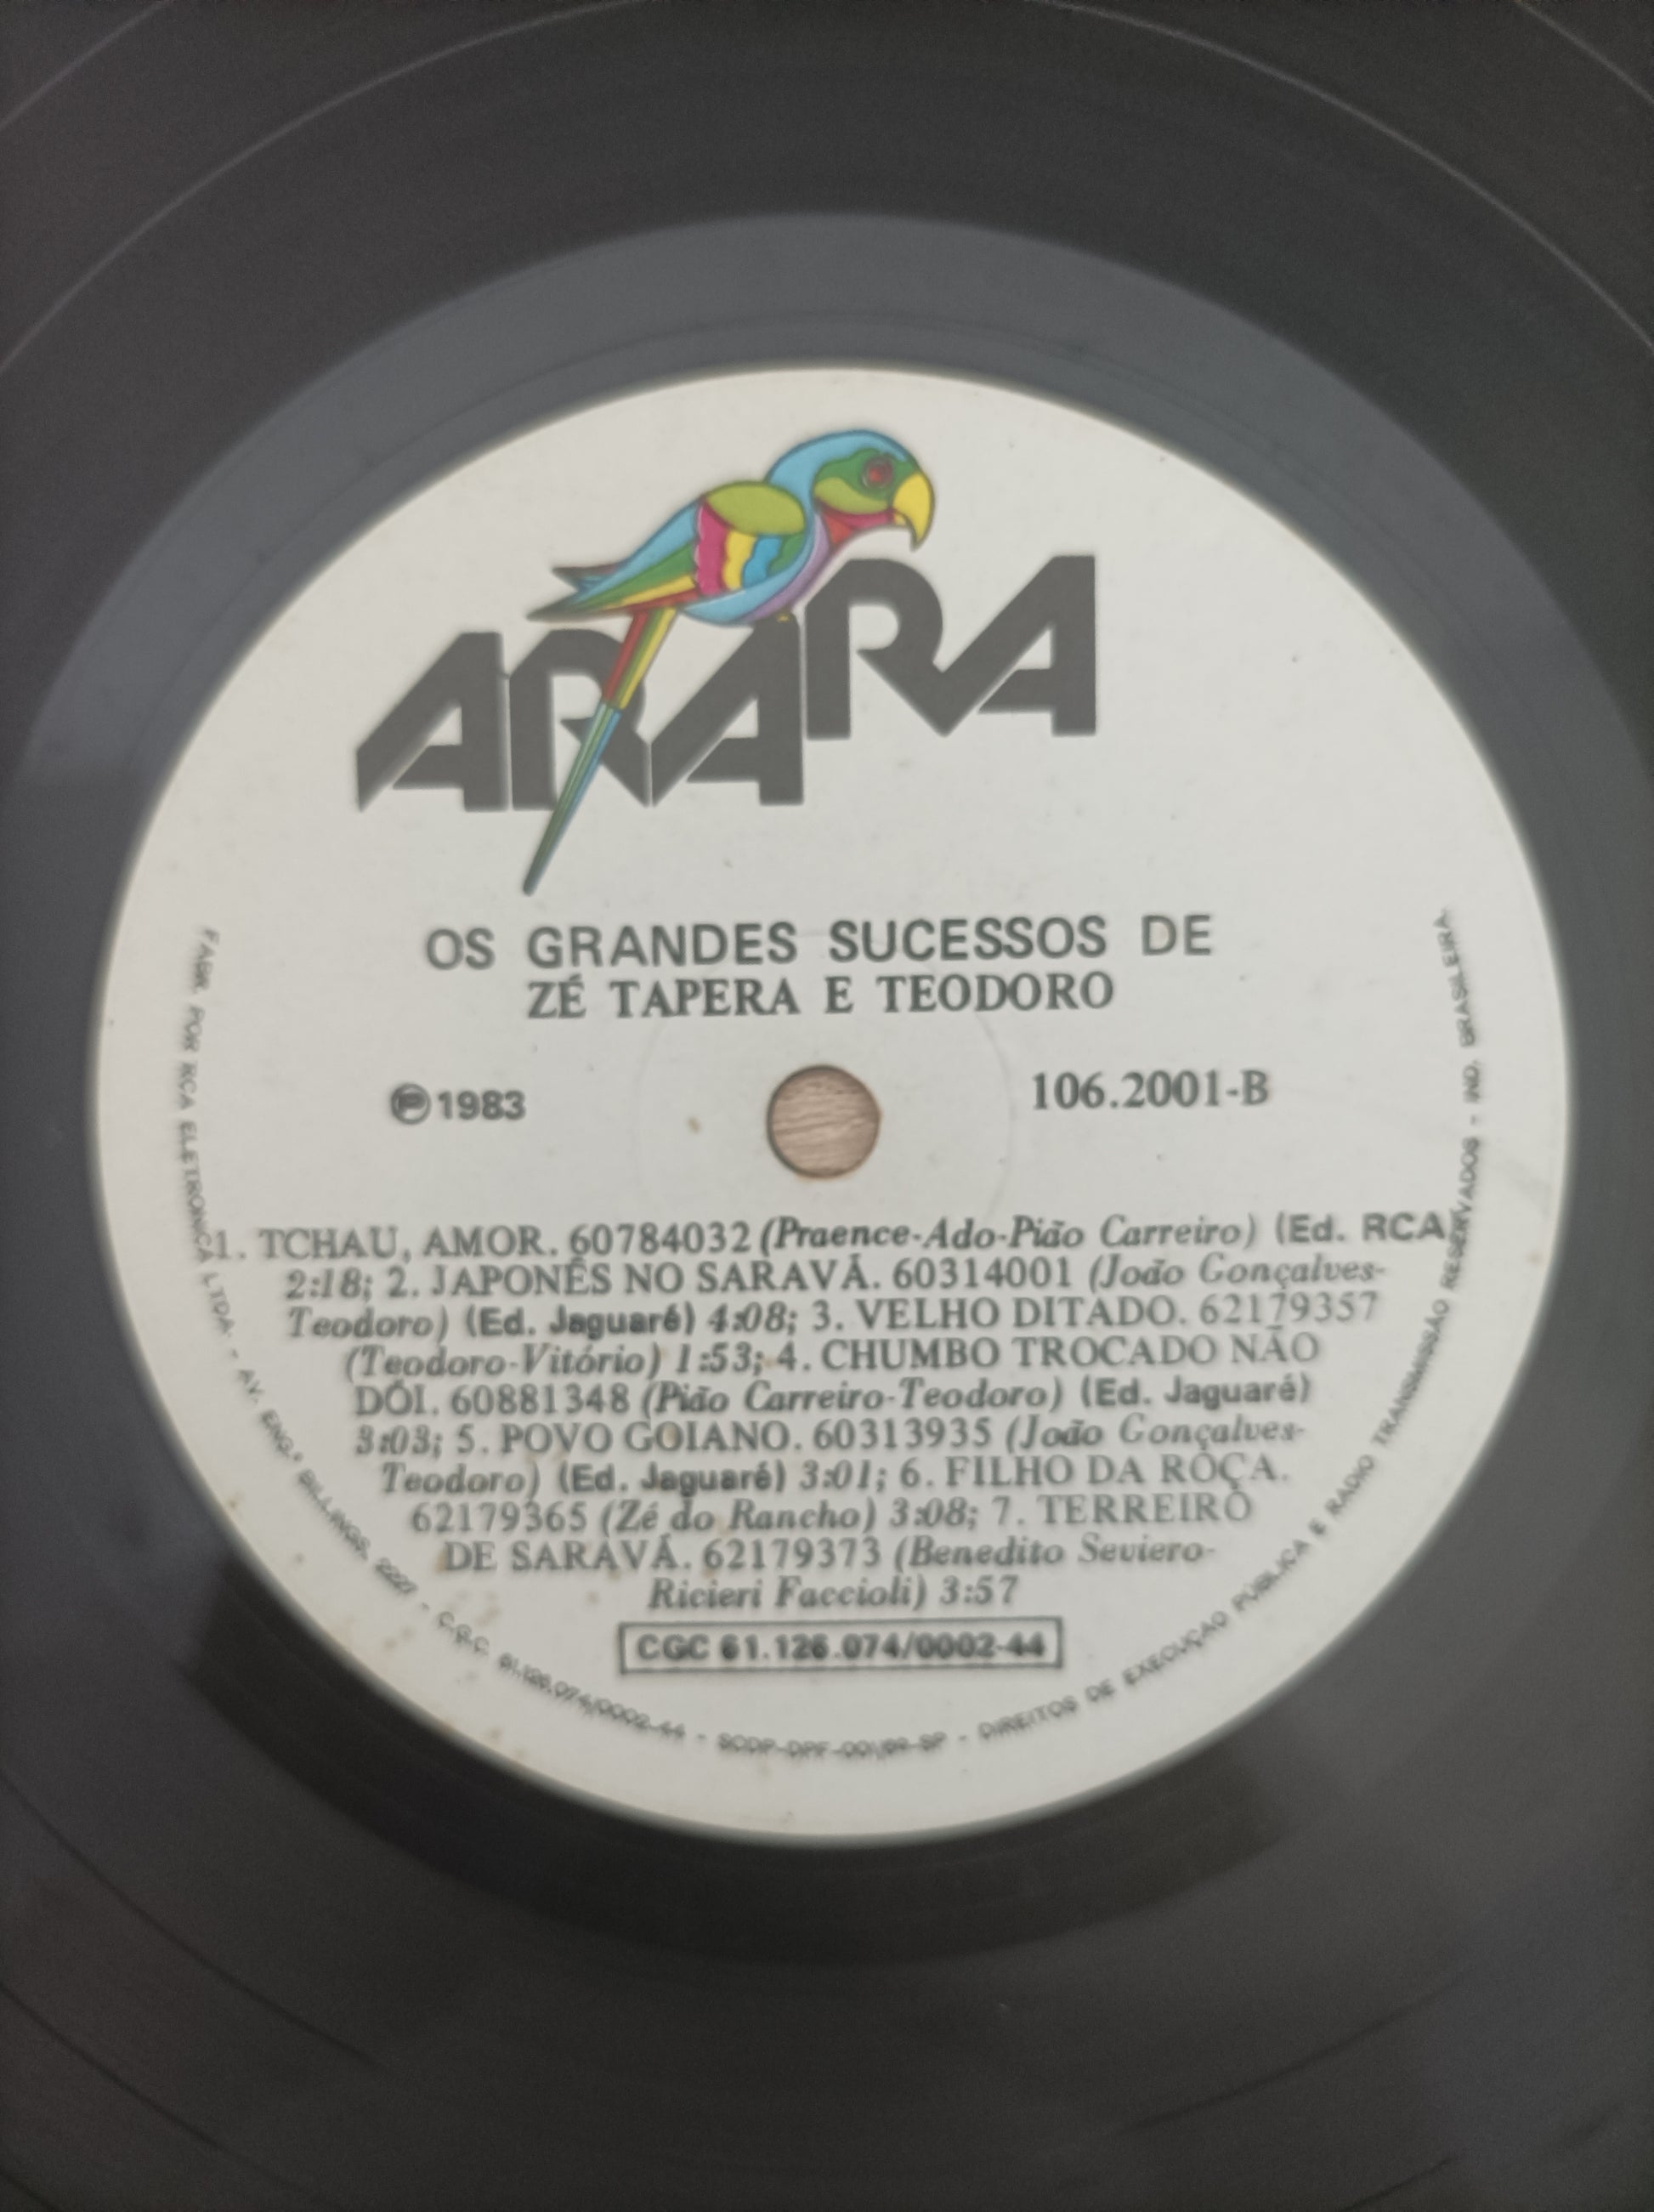 ARARA
OS GRANDES SUCESSOS DE
ZÉ TAPERA E TEODORO
Ⓟ1983
106.2001-B
1. TCHAU, AMOR. 60784032 (Praence-Ado-Pião Carreiro) (Ed. RCA)
2:18; 2. JAPONÊS NO SARAVÁ. 60314001 (João Gonçalves-
Teodoro) (Ed. Jaguaré) 4:08; 3. VELHO DITADO. 62179357
(Teodoro-Vitório) 1:53; 4. CHUMBO TROCADO NÃO
DÓI. 60881348 (Pião Carreiro-Teodoro) (Ed. Jaguaré)
3:03; 5. POVO GOIANO. 60313935 (João Gonçalves-
Teodoro) (Ed. Jaguaré) 3:01; 6. FILHO DA ROÇA.
62179365 (Zé do Rancho) 3:08; 7. TERREIRO
DE SARAVÁ. 62179373 (Benedito Seviero-
Ricieri Faccioli) 3:57
CGC 61.126.074/0002-44
FABR. POR RCA ELETRONICA LTDA. - AV. ENG.º BILLINGS, 2227 - C.G.C. 61.126.074/0002-44 - SCDP-DPF-001/ - SP - DIREITOS DE EXECUÇÃO PÚBLICA E RADIO TRANSMISSÃO RESERVADOS - IND. BRASILEIRA.